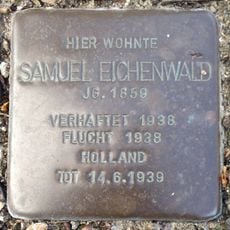 HIER WOHNTE
SAMUEL EICHENWALD
JG. 1859
VERHAFTET 1938
FLUCHT 1938
HOLLAND
TOT 14.6.1939